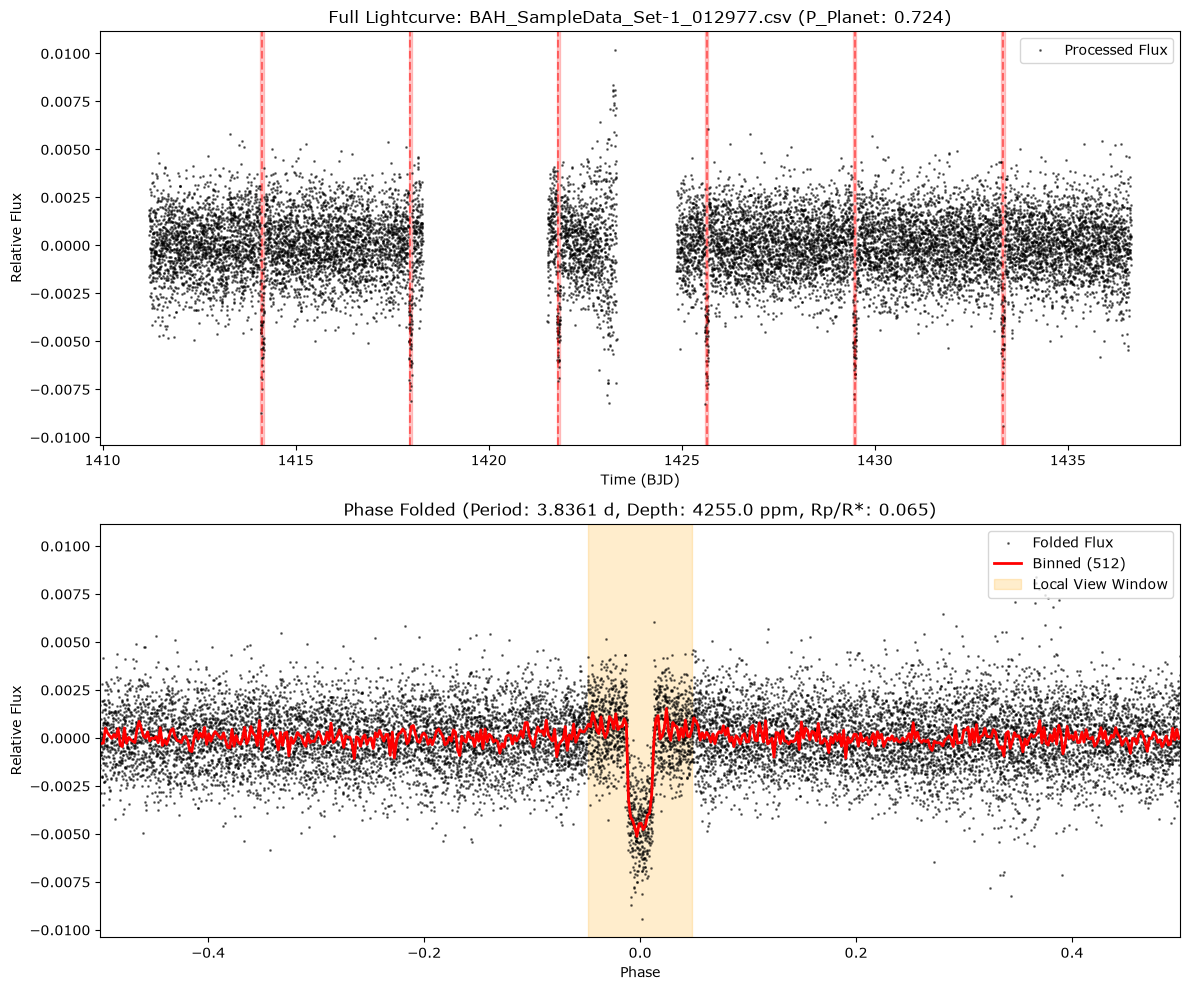 Full Lightcurve: BAH_SampleData_Set-1_012977.csv (P_Planet: 0.724)
Processed Flux
0.0100
0.0075
0.0050
0.0025
0.0000
−0.0025
−0.0050
−0.0075
−0.0100
Relative Flux
1410 1415 1420 1425 1430 1435
Time (BJD)
Phase Folded (Period: 3.8361 d, Depth: 4255.0 ppm, Rp/R*: 0.065)
Folded Flux
Binned (512)
Local View Window
0.0100
0.0075
0.0050
0.0025
0.0000
−0.0025
−0.0050
−0.0075
−0.0100
Relative Flux
−0.4 −0.2 0.0 0.2 0.4
Phase